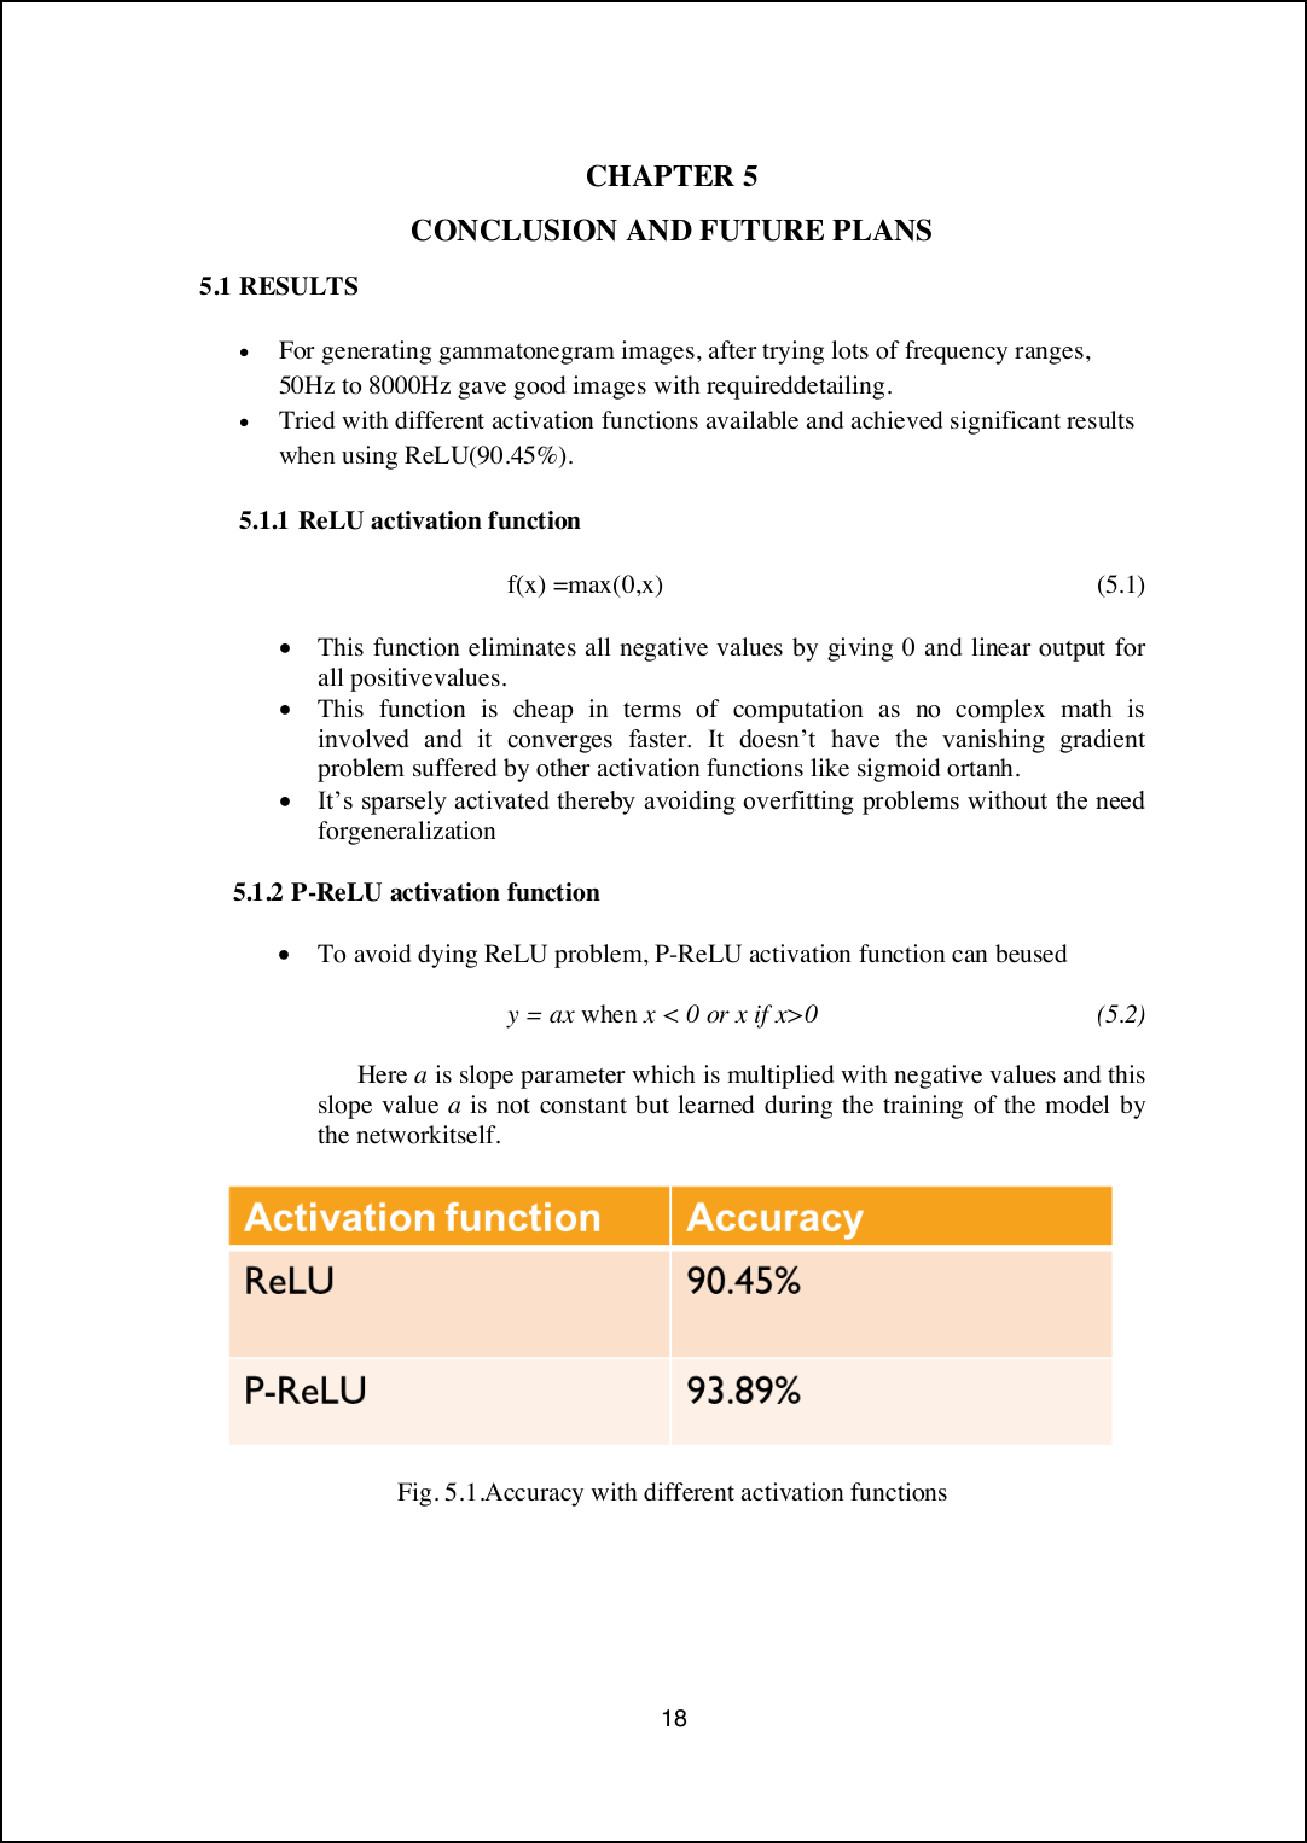 CHAPTER 5
CONCLUSION AND FUTURE PLANS
5.1 RESULTS
• For generating gammatonegram images, after trying lots of frequency ranges,
50Hz to 8000Hz gave good images with requireddetailing.
• Tried with different activation functions available and achieved significant results
when using ReLU(90.45%).
5.1.1 ReLU activation function
f(x) =max(0,x) (5.1)
• This function eliminates all negative values by giving 0 and linear output for
all positivevalues.
• This function is cheap in terms of computation as no complex math is
involved and it converges faster. It doesn’t have the vanishing gradient
problem suffered by other activation functions like sigmoid ortanh.
• It’s sparsely activated thereby avoiding overfitting problems without the need
forgeneralization
5.1.2 P-ReLU activation function
• To avoid dying ReLU problem, P-ReLU activation function can beused
y = ax when x < 0 or x if x>0 (5.2)
Here a is slope parameter which is multiplied with negative values and this
slope value a is not constant but learned during the training of the model by
the networkitself.
Activation function Accuracy
ReLU 90.45%
P-ReLU 93.89%
Fig. 5.1.Accuracy with different activation functions
18